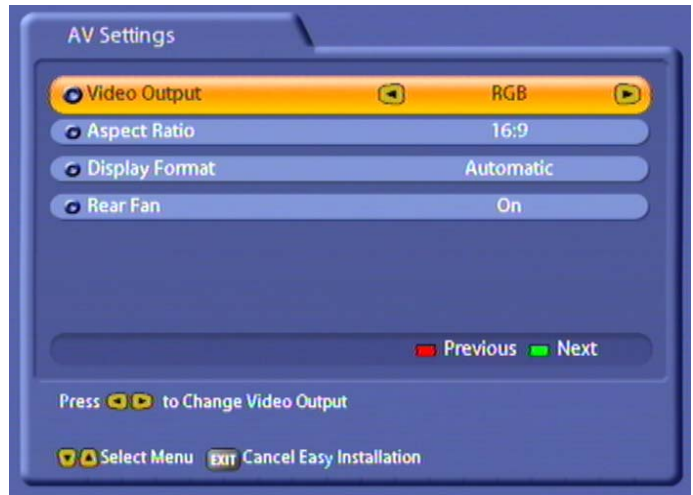 AV Settings
Video Output RGB
Aspect Ratio 16:9
Display Format Automatic
Rear Fan On
Previous Next
Press to Change Video Output
Select Menu EXIT Cancel Easy Installation